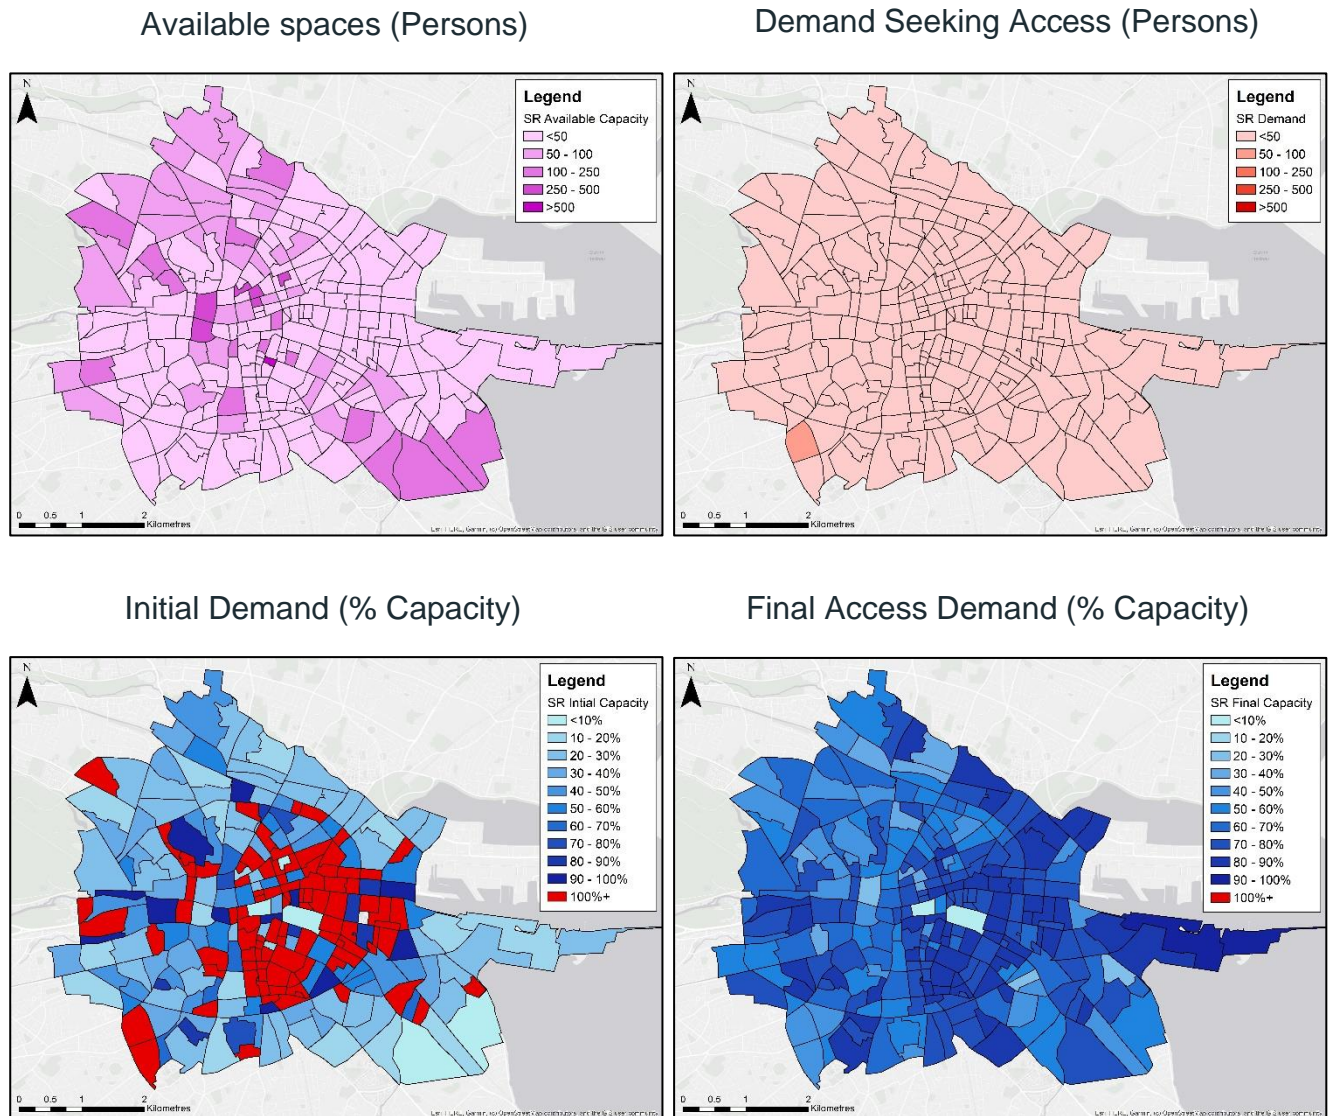 Available spaces (Persons)
Demand Seeking Access (Persons)
N
Legend
SR Available Capacity
<50
50 - 100
100 - 250
250 - 500
>500
0 0.5 1 2
Kilometres
N
Legend
SR Demand
<50
50 - 100
100 - 250
250 - 500
>500
0 0.5 1 2
Kilometres
Initial Demand (% Capacity)
Final Access Demand (% Capacity)
N
Legend
SR Intial Capacity
<10%
10 - 20%
20 - 30%
30 - 40%
40 - 50%
50 - 60%
60 - 70%
70 - 80%
80 - 90%
90 - 100%
100%+
0 0.5 1 2
Kilometres
N
Legend
SR Final Capacity
<10%
10 - 20%
20 - 30%
30 - 40%
40 - 50%
50 - 60%
60 - 70%
70 - 80%
80 - 90%
90 - 100%
100%+
0 0.5 1 2
Kilometres